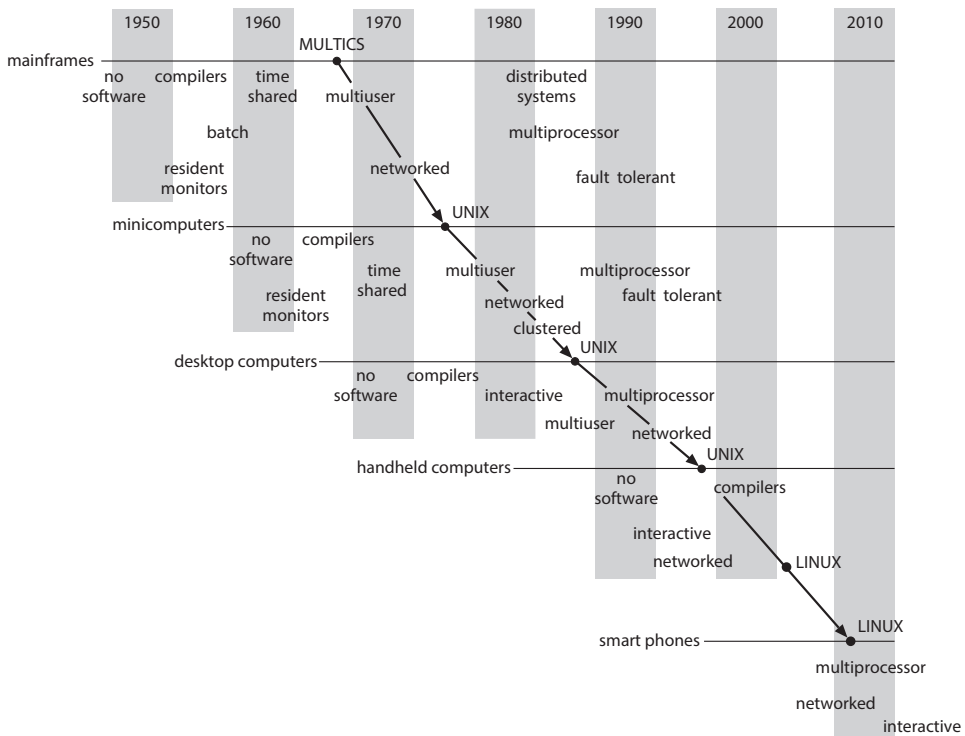 1950 1960 1970 1980 1990 2000 2010
MULTICS
mainframes
no compilers time distributed
software shared multiuser systems
batch multiprocessor
resident networked fault tolerant
monitors
UNIX
minicomputers
no compilers
software time multiuser multiprocessor
resident shared networked fault tolerant
monitors clustered
UNIX
desktop computers
no compilers
software interactive multiprocessor
multiuser networked
UNIX
handheld computers
no compilers
software
interactive
networked LINUX
LINUX
smart phones
multiprocessor
networked
interactive